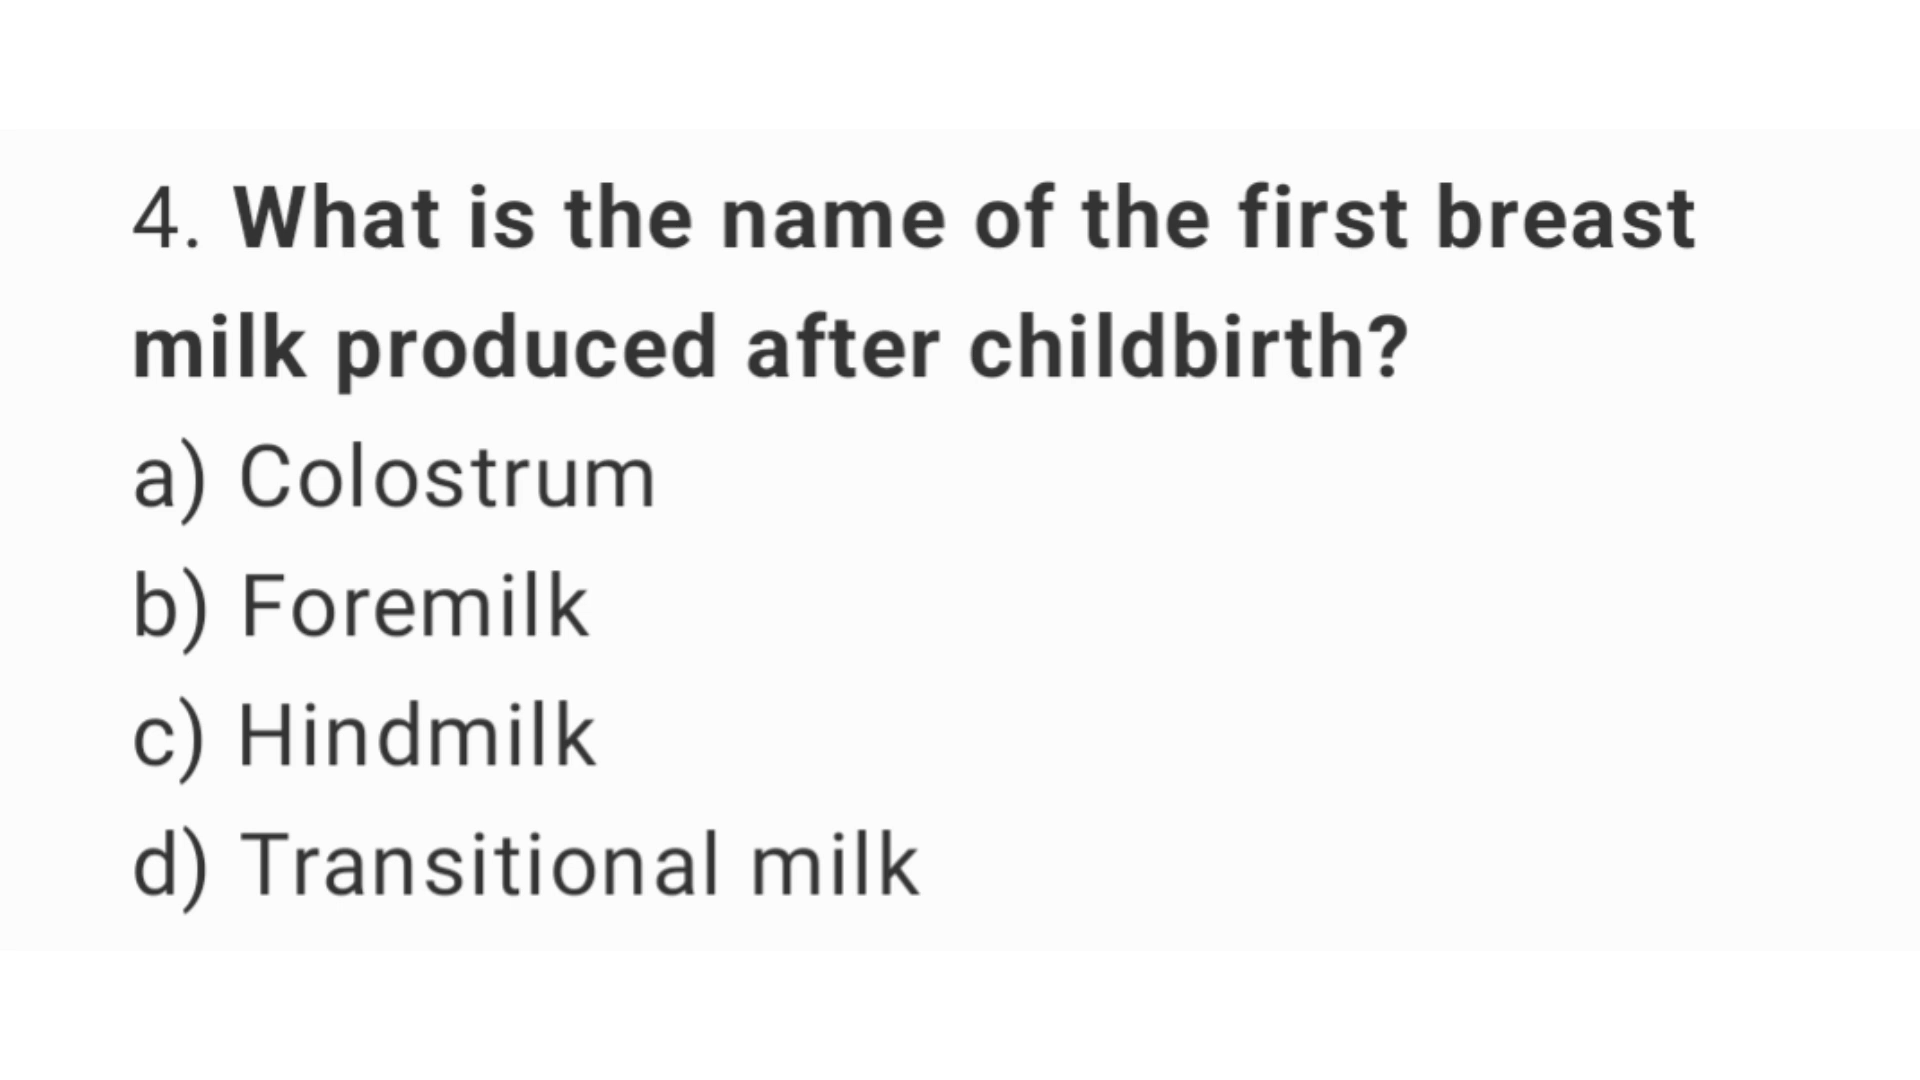 4. What is the name of the first breast
milk produced after childbirth?
a) Colostrum
b) Foremilk
c) Hindmilk
d) Transitional milk